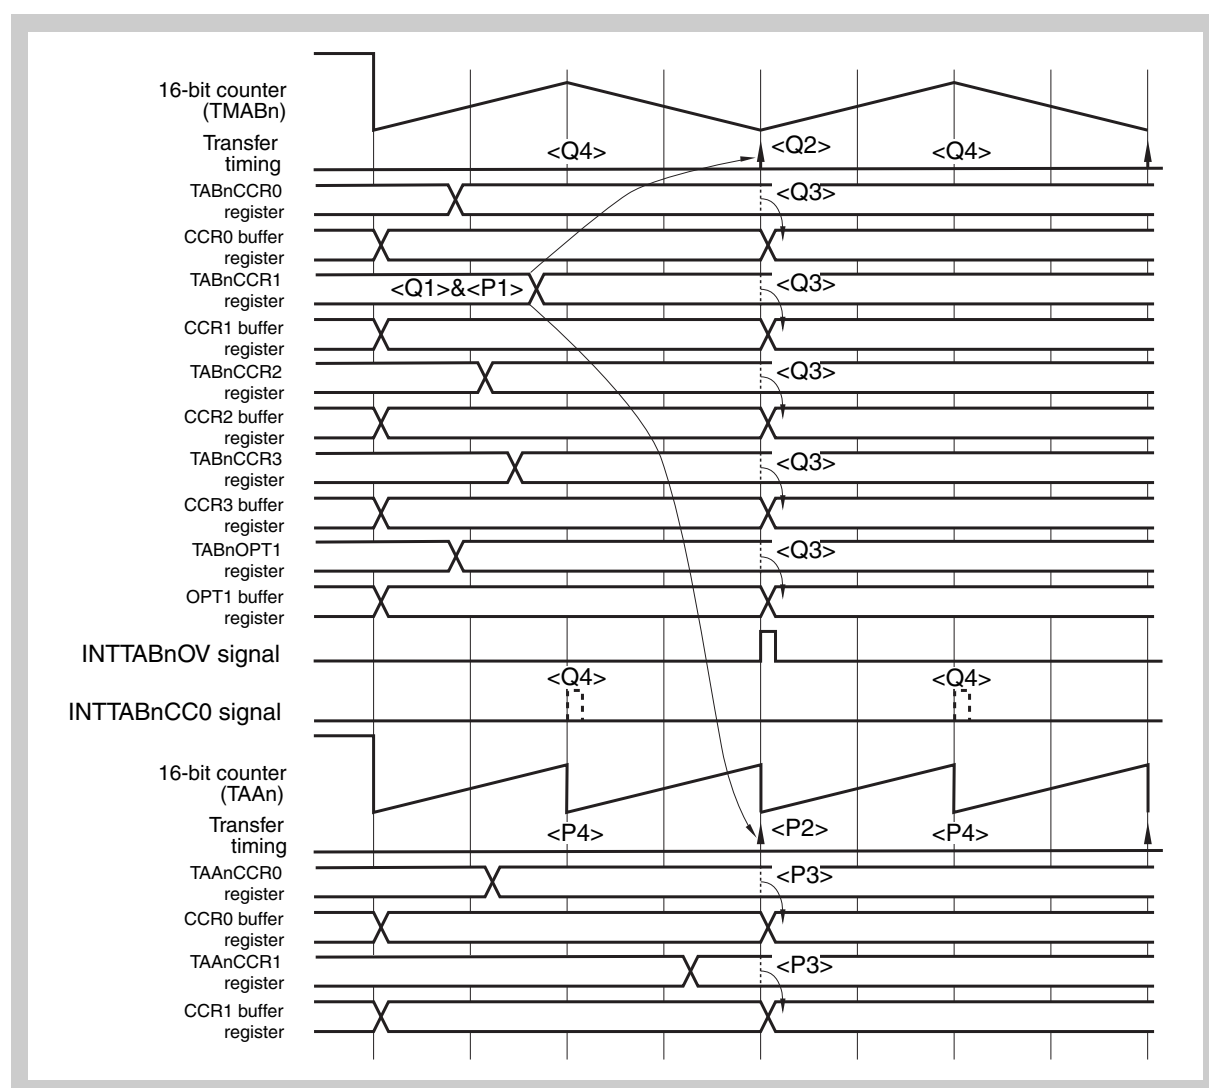 16-bit counter
(TMABn)
Transfer
timing
<Q4>
<Q2>
<Q4>
TABnCCR0
register
<Q3>
CCR0 buffer
register
TABnCCR1
register
<Q1>&<P1>
<Q3>
CCR1 buffer
register
TABnCCR2
register
<Q3>
CCR2 buffer
register
TABnCCR3
register
<Q3>
CCR3 buffer
register
TABnOPT1
register
<Q3>
OPT1 buffer
register
INTTABnOV signal
<Q4>
<Q4>
INTTABnCC0 signal
16-bit counter
(TAAn)
Transfer
timing
<P4>
<P2>
<P4>
TAAnCCR0
register
<P3>
CCR0 buffer
register
TAAnCCR1
register
<P3>
CCR1 buffer
register